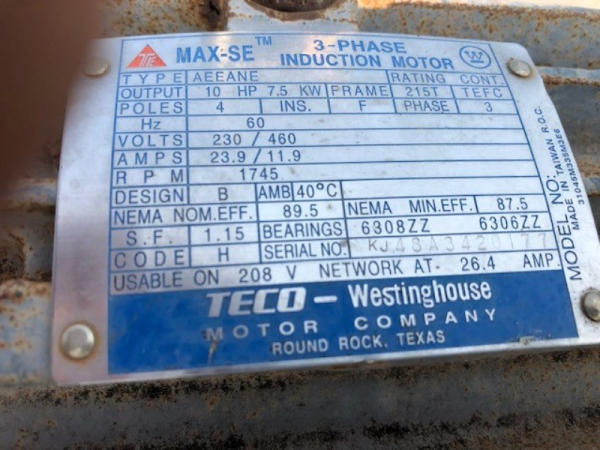 MAX-SE™ 3-PHASE INDUCTION MOTOR
TYPE AEEANE RATING CONT
OUTPUT 10 HP 7.5 KW FRAME 215T TEFC
POLES 4 INS. F PHASE 3
Hz 60
VOLTS 230 / 460
AMPS 23.9 / 11.9
RPM 1745
DESIGN B AMB 40°C
NEMA NOM.EFF. 89.5 NEMA MIN.EFF. 87.5
S.F. 1.15 BEARINGS 6308ZZ 6306ZZ
CODE H SERIAL NO.
USABLE ON 208 V NETWORK AT 26.4 AMP
TECO - Westinghouse
MOTOR COMPANY
ROUND ROCK, TEXAS
MODEL NO:
MADE IN TAIWAN R.O.C.